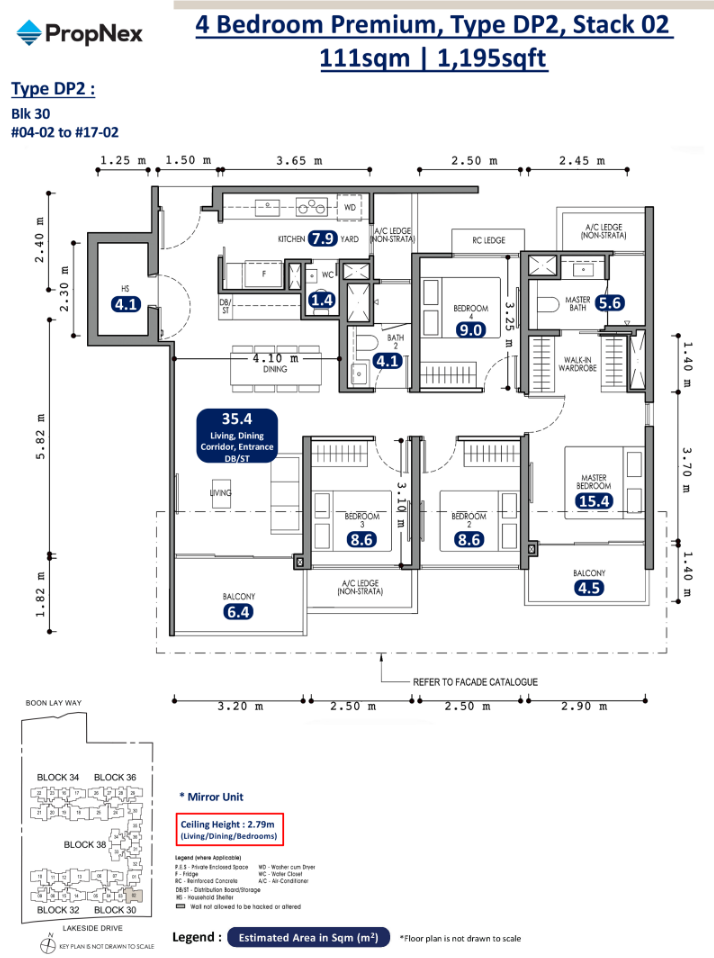 PropNex
4 Bedroom Premium, Type DP2, Stack 02
111sqm | 1,195sqft
Type DP2 :
Blk 30
#04-02 to #17-02
1.25 m
1.50 m
3.65 m
2.50 m
2.45 m
2.40 m
2.30 m
5.82 m
1.82 m
WD
KITCHEN 7.9 YARD
A/C LEDGE
(NON-STRATA)
RC LEDGE
A/C LEDGE
(NON-STRATA)
HS
4.1
F
WC
1.4
DB/
ST
BEDROOM
4
9.0
3.25 m
MASTER
BATH
5.6
BATH
2
4.1
4.10 m
DINING
WALK-IN
WARDROBE
1.40 m
35.4
Living, Dining
Corridor, Entrance
DB/ST
LIVING
3.10 m
BEDROOM
3
8.6
BEDROOM
2
8.6
MASTER
BEDROOM
15.4
3.70 m
BALCONY
6.4
A/C LEDGE
(NON-STRATA)
BALCONY
4.5
1.40 m
REFER TO FACADE CATALOGUE
3.20 m
2.50 m
2.50 m
2.90 m
BOON LAY WAY
BLOCK 34
BLOCK 36
BLOCK 38
BLOCK 32
BLOCK 30
LAKESIDE DRIVE
N
KEY PLAN IS NOT DRAWN TO SCALE
* Mirror Unit
Ceiling Height : 2.79m
(Living/Dining/Bedrooms)
Legend (where Applicable)
P.E.S - Private Enclosed Space
WD - Washer cum Dryer
F - Fridge
WC - Water Closet
RC - Reinforced Concrete
A/C - Air-Conditioner
DB/ST - Distribution Board/Storage
HS - Household Shelter
Wall not allowed to be hacked or altered
Legend :
Estimated Area in Sqm (m²)
*Floor plan is not drawn to scale